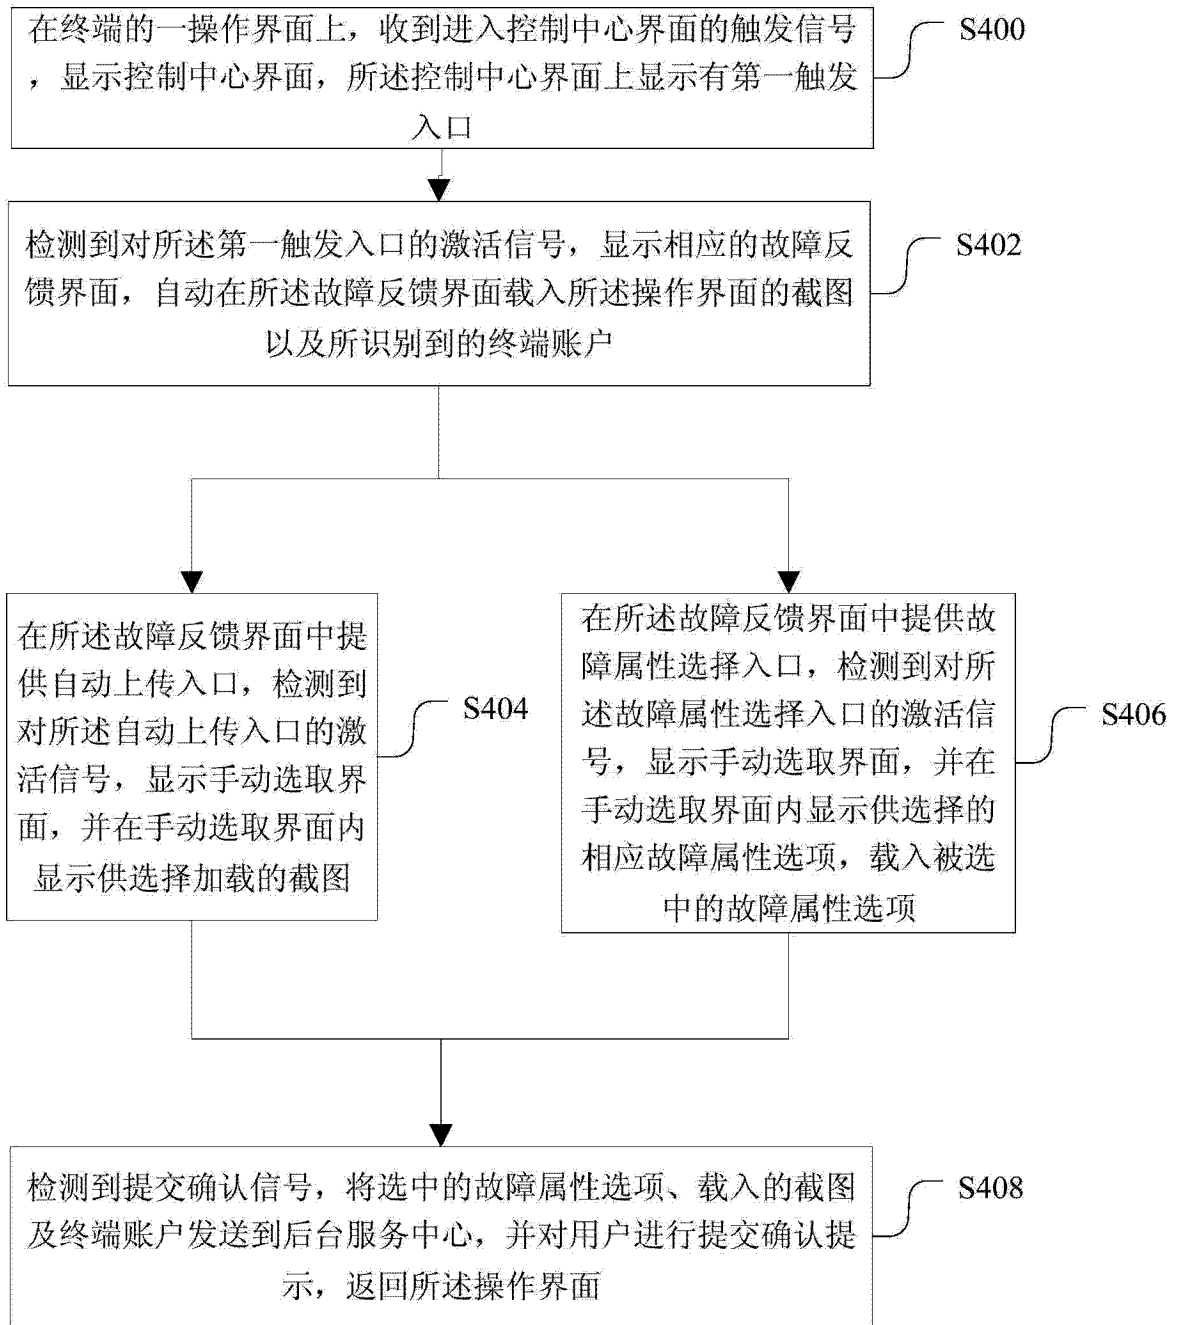 在终端的一操作界面上，收到进入控制中心界面的触发信号
，显示控制中心界面，所述控制中心界面上显示有第一触发
入口
S400
检测到对所述第一触发入口的激活信号，显示相应的故障反
馈界面，自动在所述故障反馈界面载入所述操作界面的截图
以及所识别到的终端账户
S402
在所述故障反馈界面中提
供自动上传入口，检测到
对所述自动上传入口的激
活信号，显示手动选取界
面，并在手动选取界面内
显示供选择加载的截图
S404
在所述故障反馈界面中提供故
障属性选择入口，检测到对所
述故障属性选择入口的激活信
号，显示手动选取界面，并在
手动选取界面内显示供选择的
相应故障属性选项，载入被选
中的故障属性选项
S406
检测到提交确认信号，将选中的故障属性选项、载入的截图
及终端账户发送到后台服务中心，并对用户进行提交确认提
示，返回所述操作界面
S408